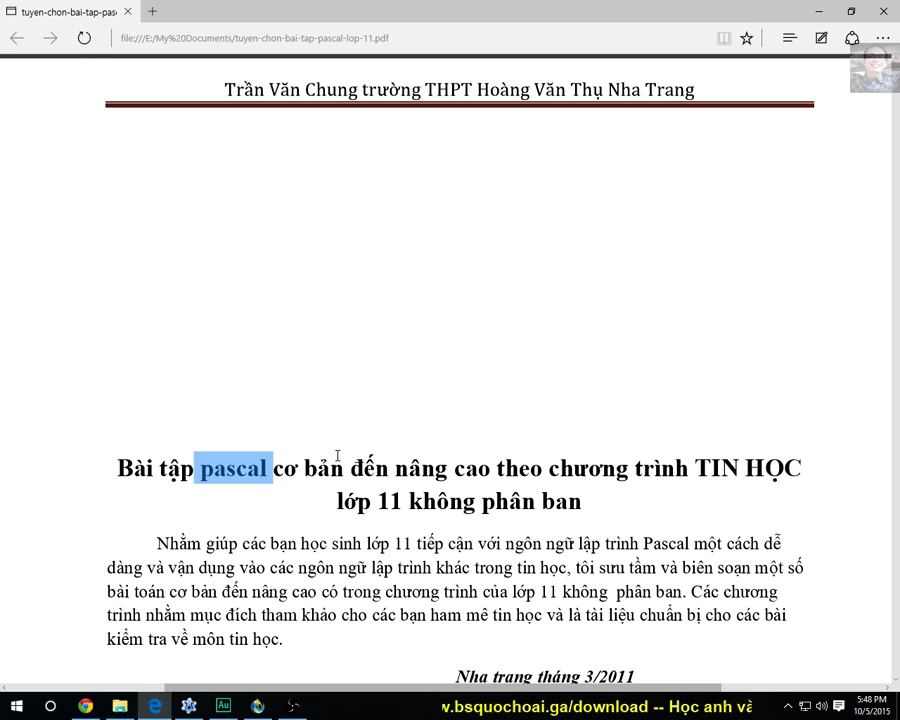 tuyen-chon-bai-tap-pas
file:///E:/My%20Documents/tuyen-chon-bai-tap-pascal-lop-11.pdf
Trần Văn Chung trường THPT Hoàng Văn Thụ Nha Trang
Bài tập pascal cơ bản đến nâng cao theo chương trình TIN HỌC
lớp 11 không phân ban
Nhằm giúp các bạn học sinh lớp 11 tiếp cận với ngôn ngữ lập trình Pascal một cách dễ
dàng và vận dụng vào các ngôn ngữ lập trình khác trong tin học, tôi sưu tầm và biên soạn một số
bài toán cơ bản đến nâng cao có trong chương trình của lớp 11 không phân ban. Các chương
trình nhằm mục đích tham khảo cho các bạn ham mê tin học và là tài liệu chuẩn bị cho các bài
kiểm tra về môn tin học.
Nha trang tháng 3/2011
Au
v.bsquochoai.ga/download -- Học anh và
5:48 PM
10/5/2015